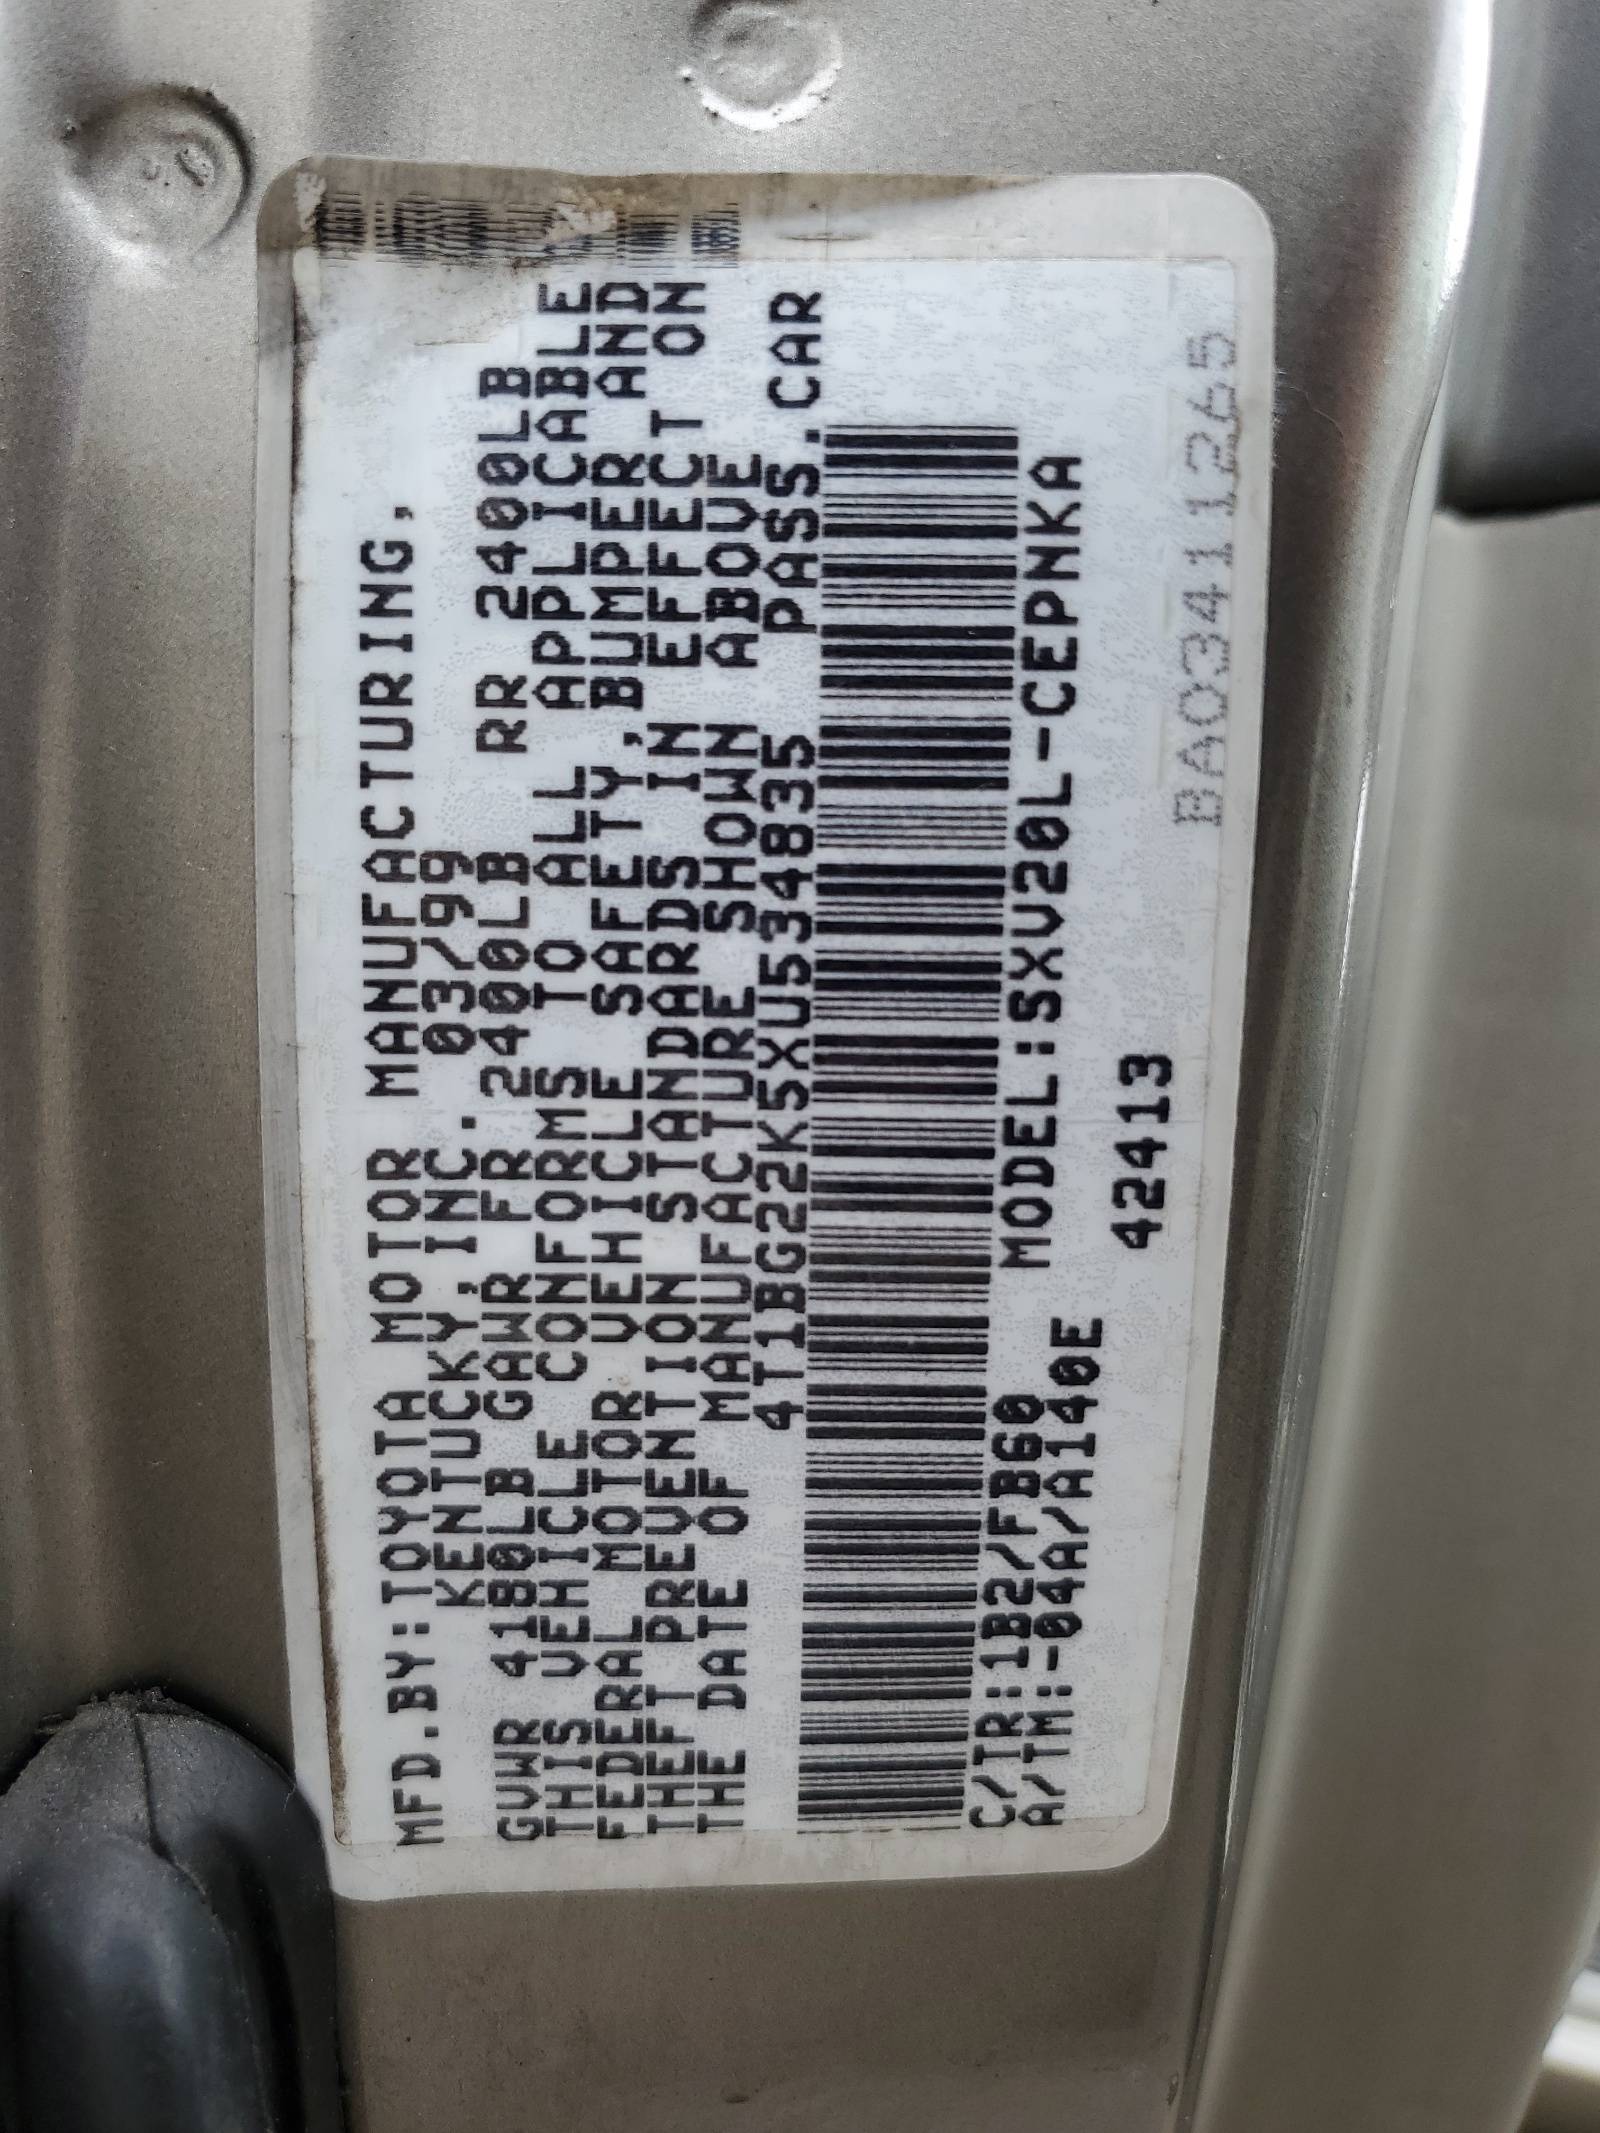 MFD.BY:TOYOTA MOTOR MANUFACTURING,
KENTUCKY,INC. 03/99
GVWR 4180LB GAWR FR 2400LB RR 2400LB
THIS VEHICLE CONFORMS TO ALL APPLICABLE
FEDERAL MOTOR VEHICLE SAFETY,BUMPER AND
THEFT PREVENTION STANDARDS IN EFFECT ON
THE DATE OF MANUFACTURE SHOWN ABOVE.
4T1BG22K5XU534835 PASS.CAR
C/TR:1B2/FB60 MODEL:SXV20L-CEPNKA
A/TM:-04A/A140E 42413
BA03411265